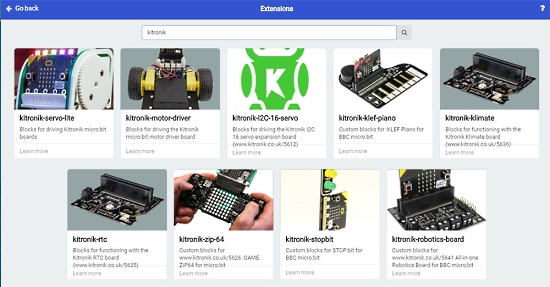 Go back
Extensions
?
kitronik
kitronik-servo-lite
Blocks for driving Kitronik micro:bit
boards
Learn more
kitronik-motor-driver
Blocks for driving the Kitronik
micro:bit motor driver board
Learn more
kitronik-I2C-16-servo
Blocks for driving the Kitronik I2C
16 servo expansion board
(www.kitronik.co.uk/5612)
Learn more
kitronik-klef-piano
Custom blocks for :KLEF Piano for
BBC micro:bit
Learn more
kitronik-klimate
Blocks for functioning with the
Kitronik Klimate board
(www.kitronik.co.uk/5636)
Learn more
kitronik-rtc
Blocks for functioning with the
Kitronik RTC board
(www.kitronik.co.uk/5635)
Learn more
kitronik-zip-64
Custom blocks for
www.kitronik.co.uk/5626 :GAME
ZIP64 for micro:bit
Learn more
kitronik-stopbit
Custom blocks for STOP:bit for
BBC micro:bit
Learn more
kitronik-robotics-board
Custom blocks for
www.kitronik.co.uk/5641 All-in-one
Robotics Board for BBC micro:bit
Learn more